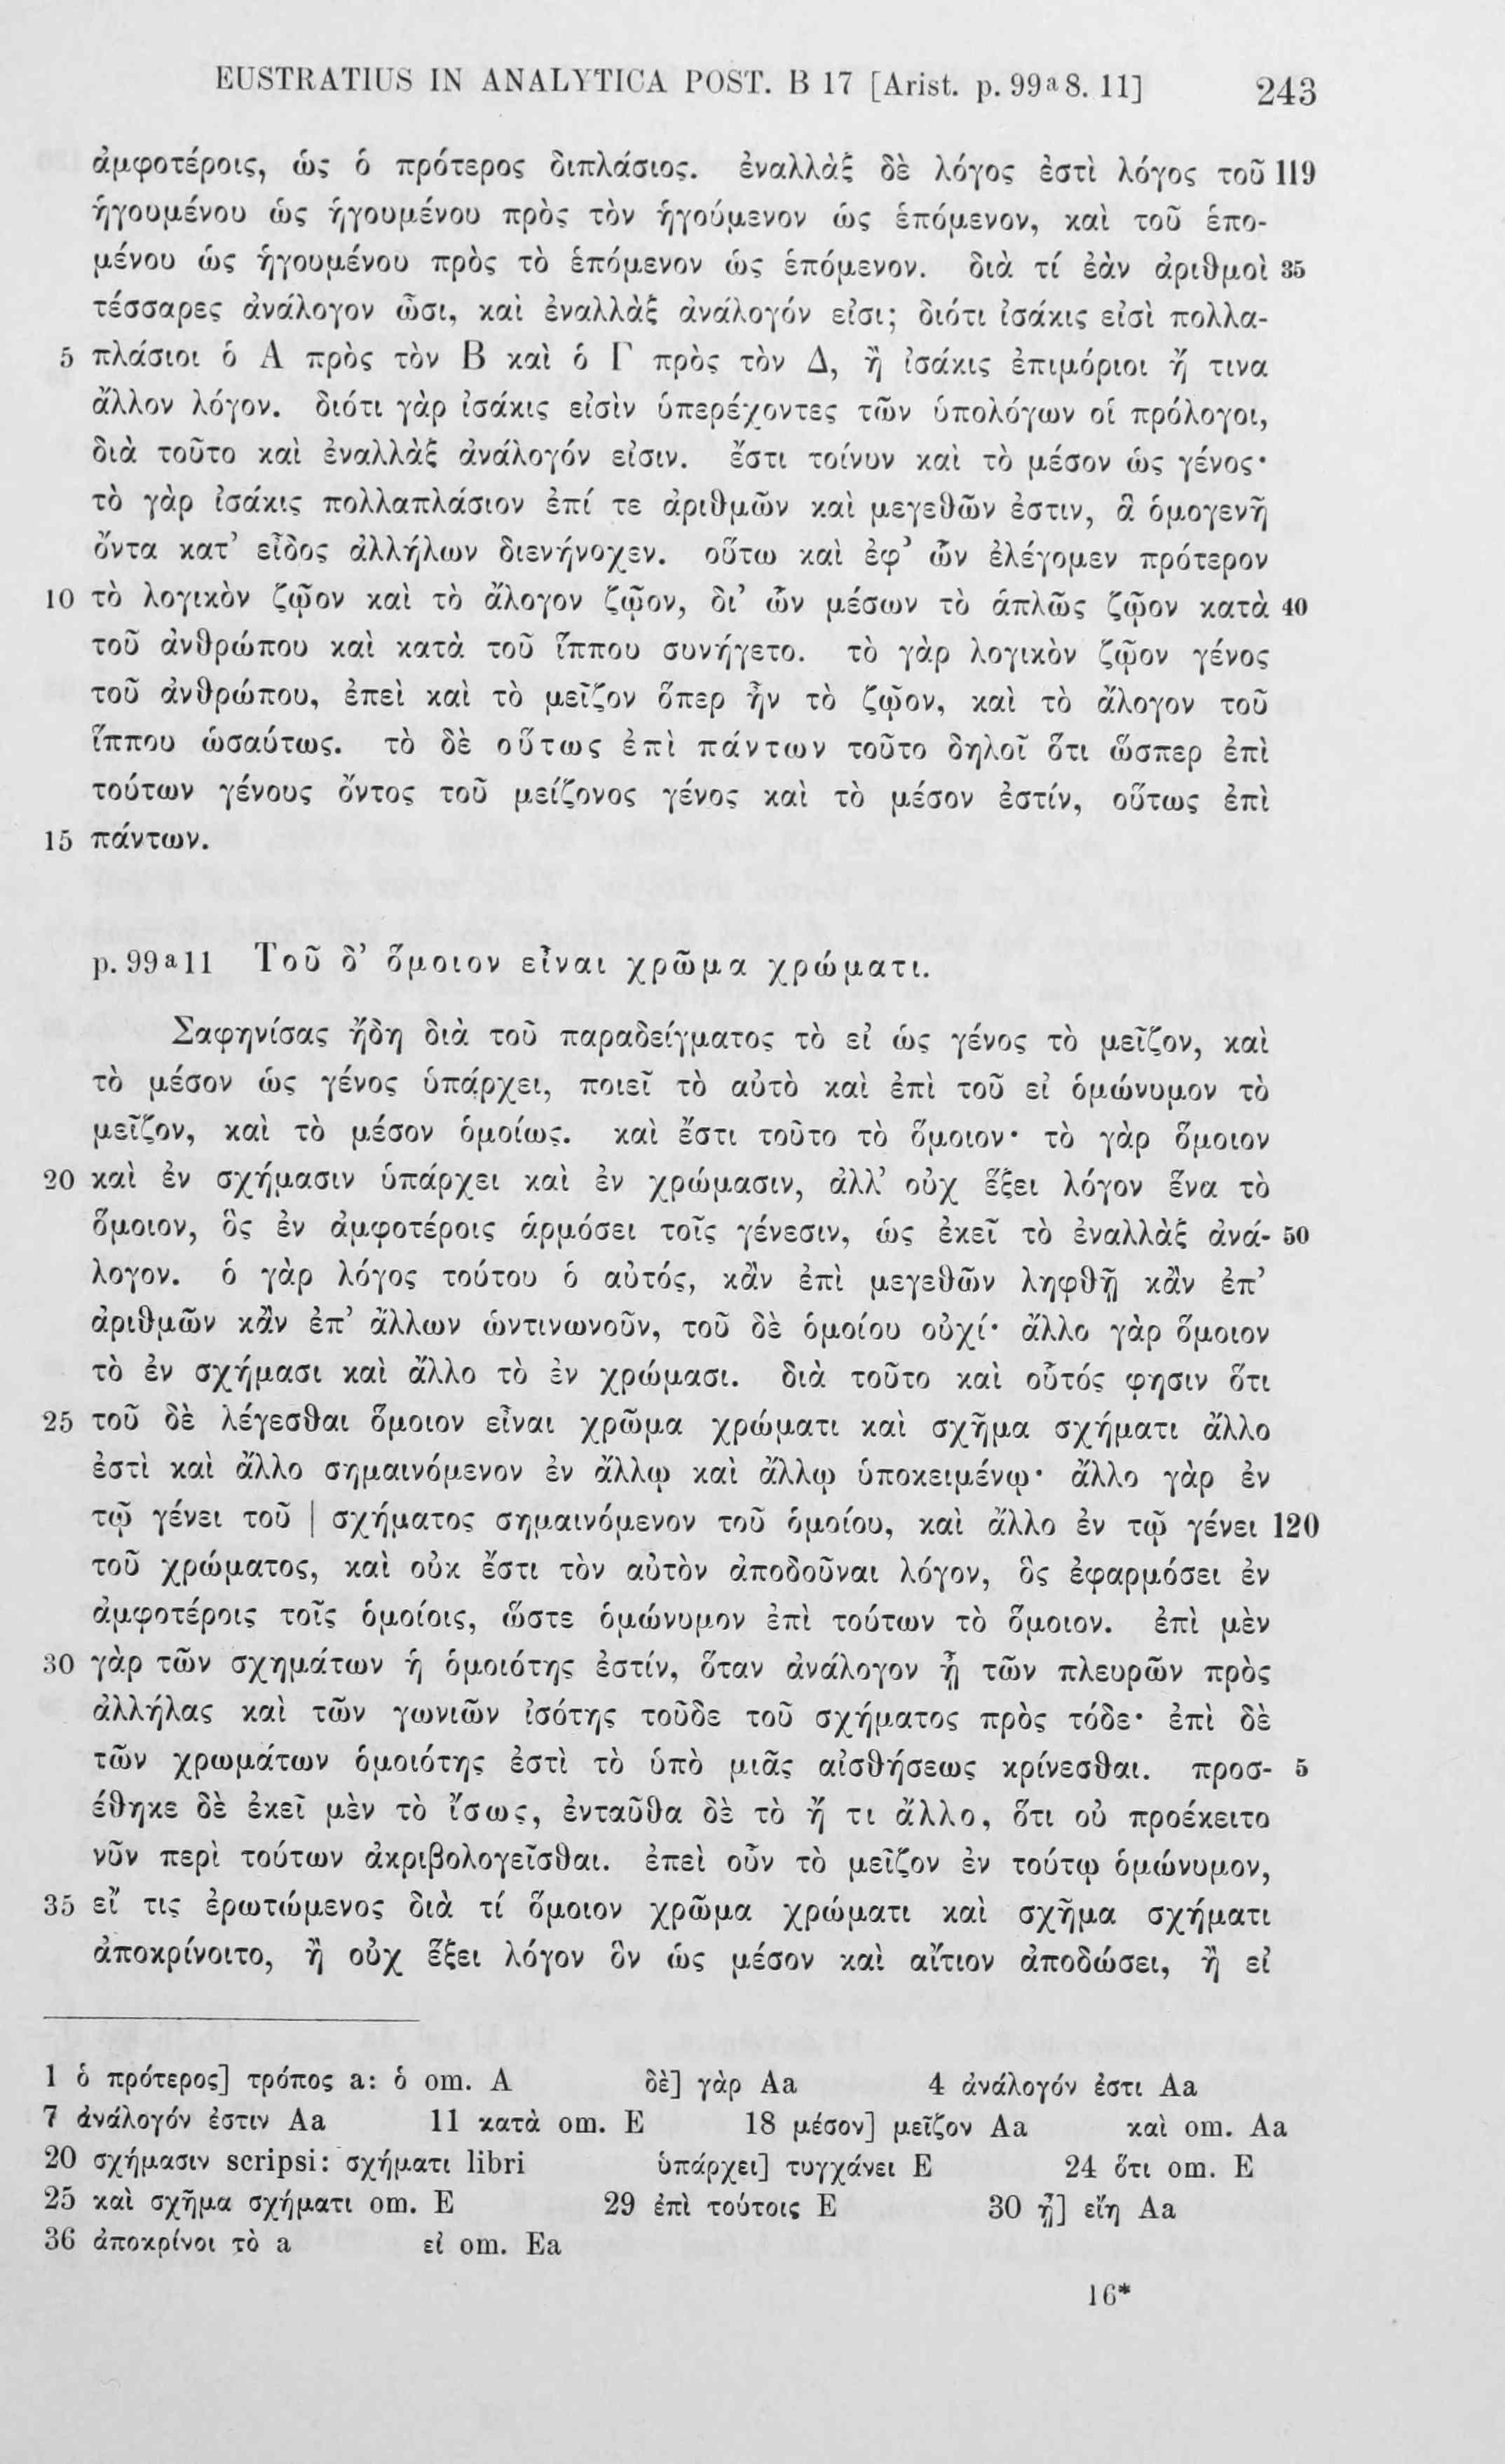 EUSTRATIUS IN ANALYTICA POST. B 17 [Arist. p. 99ᵃ 8. 11] 243
ἀμφοτέροις, ὡς ὁ πρότερος διπλάσιος. ἐναλλὰξ δὲ λόγος ἐστὶ λόγος τοῦ 119
ἡγουμένου ὡς ἡγουμένου πρὸς τὸν ἡγούμενον ὡς ἑπόμενον, καὶ τοῦ ἑπο-
μένου ὡς ἡγουμένου πρὸς τὸ ἑπόμενον ὡς ἑπόμενον. διὰ τί ἐὰν ἀριθμοὶ 35
τέσσαρες ἀνάλογον ὦσι, καὶ ἐναλλὰξ ἀνάλογόν εἰσι; διότι ἰσάκις εἰσὶ πολλα-
5 πλάσιοι ὁ Α πρὸς τὸν Β καὶ ὁ Γ πρὸς τὸν Δ, ἢ ἰσάκις ἐπιμόριοι ἤ τινα
ἄλλον λόγον. διότι γὰρ ἰσάκις εἰσὶν ὑπερέχοντες τῶν ὑπολόγων οἱ πρόλογοι,
διὰ τοῦτο καὶ ἐναλλὰξ ἀνάλογόν εἰσιν. ἔστι τοίνυν καὶ τὸ μέσον ὡς γένος·
τὸ γὰρ ἰσάκις πολλαπλάσιον ἐπί τε ἀριθμῶν καὶ μεγεθῶν ἐστιν, ἃ ὁμογενῆ
ὄντα κατ’ εἶδος ἀλλήλων διενήνοχεν. οὕτω καὶ ἐφ’ ὧν ἐλέγομεν πρότερον
10 τὸ λογικὸν ζῷον καὶ τὸ ἄλογον ζῷον, δι’ ὧν μέσων τὸ ἁπλῶς ζῷον κατὰ 40
τοῦ ἀνθρώπου καὶ κατὰ τοῦ ἵππου συνήγετο. τὸ γὰρ λογικὸν ζῷον γένος
τοῦ ἀνθρώπου, ἐπεὶ καὶ τὸ μεῖζον ὅπερ ἦν τὸ ζῷον, καὶ τὸ ἄλογον τοῦ
ἵππου ὡσαύτως. τὸ δὲ οὕτως ἐπὶ πάντων τοῦτο δηλοῖ ὅτι ὥσπερ ἐπὶ
τούτων γένους ὄντος τοῦ μείζονος γένος καὶ τὸ μέσον ἐστίν, οὕτως ἐπὶ
15 πάντων.
p. 99ᵃ11 Τοῦ δ’ ὅμοιον εἶναι χρῶμα χρώματι.
Σαφηνίσας ἤδη διὰ τοῦ παραδείγματος τὸ εἰ ὡς γένος τὸ μεῖζον, καὶ
τὸ μέσον ὡς γένος ὑπάρχει, ποιεῖ τὸ αὐτὸ καὶ ἐπὶ τοῦ εἰ ὁμώνυμον τὸ
μεῖζον, καὶ τὸ μέσον ὁμοίως. καὶ ἔστι τοῦτο τὸ ὅμοιον· τὸ γὰρ ὅμοιον
20 καὶ ἐν σχήμασιν ὑπάρχει καὶ ἐν χρώμασιν, ἀλλ’ οὐχ ἕξει λόγον ἕνα τὸ
ὅμοιον, ὃς ἐν ἀμφοτέροις ἁρμόσει τοῖς γένεσιν, ὡς ἐκεῖ τὸ ἐναλλὰξ ἀνά- 50
λογον. ὁ γὰρ λόγος τούτου ὁ αὐτός, κἂν ἐπὶ μεγεθῶν ληφθῇ κἂν ἐπ’
ἀριθμῶν κἂν ἐπ’ ἄλλων ὡντινωνοῦν, τοῦ δὲ ὁμοίου οὐχί· ἄλλο γὰρ ὅμοιον
τὸ ἐν σχήμασι καὶ ἄλλο τὸ ἐν χρώμασι. διὰ τοῦτο καὶ οὗτός φησιν ὅτι
25 τοῦ δὲ λέγεσθαι ὅμοιον εἶναι χρῶμα χρώματι καὶ σχῆμα σχήματι ἄλλο
ἐστὶ καὶ ἄλλο σημαινόμενον ἐν ἄλλῳ καὶ ἄλλῳ ὑποκειμένῳ· ἄλλο γὰρ ἐν
τῷ γένει τοῦ | σχήματος σημαινόμενον τοῦ ὁμοίου, καὶ ἄλλο ἐν τῷ γένει 120
τοῦ χρώματος, καὶ οὐκ ἔστι τὸν αὐτὸν ἀποδοῦναι λόγον, ὃς ἐφαρμόσει ἐν
ἀμφοτέροις τοῖς ὁμοίοις, ὥστε ὁμώνυμον ἐπὶ τούτων τὸ ὅμοιον. ἐπὶ μὲν
30 γὰρ τῶν σχημάτων ἡ ὁμοιότης ἐστίν, ὅταν ἀνάλογον ᾖ τῶν πλευρῶν πρὸς
ἀλλήλας καὶ τῶν γωνιῶν ἰσότης τοῦδε τοῦ σχήματος πρὸς τόδε· ἐπὶ δὲ
τῶν χρωμάτων ὁμοιότης ἐστὶ τὸ ὑπὸ μιᾶς αἰσθήσεως κρίνεσθαι. προσ- 5
έθηκε δὲ ἐκεῖ μὲν τὸ ἴσως, ἐνταῦθα δὲ τὸ ἤ τι ἄλλο, ὅτι οὐ προέκειτο
νῦν περὶ τούτων ἀκριβολογεῖσθαι. ἐπεὶ οὖν τὸ μεῖζον ἐν τούτῳ ὁμώνυμον,
35 εἴ τις ἐρωτώμενος διὰ τί ὅμοιον χρῶμα χρώματι καὶ σχῆμα σχήματι
ἀποκρίνοιτο, ἢ οὐχ ἕξει λόγον ὃν ὡς μέσον καὶ αἴτιον ἀποδώσει, ἢ εἰ
1 ὁ πρότερος] τρόπος a: ὁ om. A δὲ] γὰρ Aa 4 ἀνάλογόν ἐστι Aa
7 ἀνάλογόν ἐστιν Aa 11 κατὰ om. E 18 μέσον] μεῖζον Aa καὶ om. Aa
20 σχήμασιν scripsi: σχήματι libri ὑπάρχει] τυγχάνει E 24 ὅτι om. E
25 καὶ σχῆμα σχήματι om. E 29 ἐπὶ τούτοις E 30 ᾖ] εἴη Aa
36 ἀποκρίνοι τὸ a εἰ om. Ea
16*